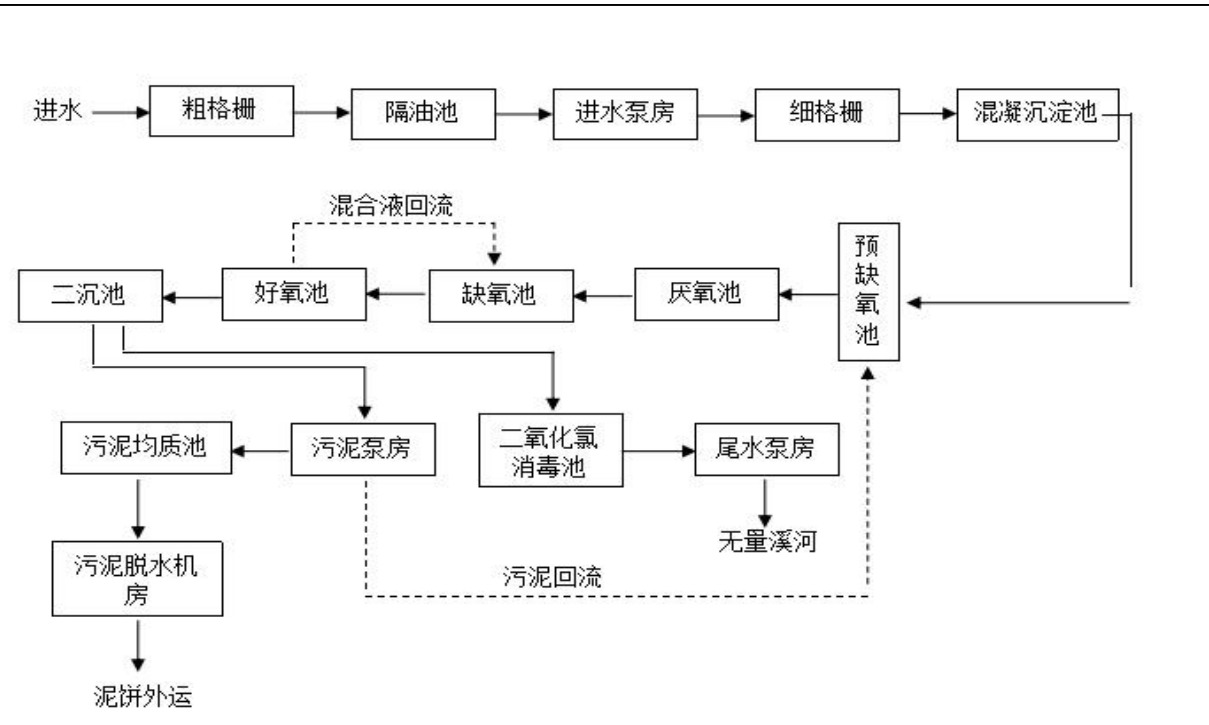 进水
粗格栅
隔油池
进水泵房
细格栅
混凝沉淀池
混合液回流
二沉池
好氧池
缺氧池
厌氧池
预
缺
氧
池
污泥均质池
污泥泵房
二氧化氯
消毒池
尾水泵房
无量溪河
污泥脱水机
房
污泥回流
泥饼外运